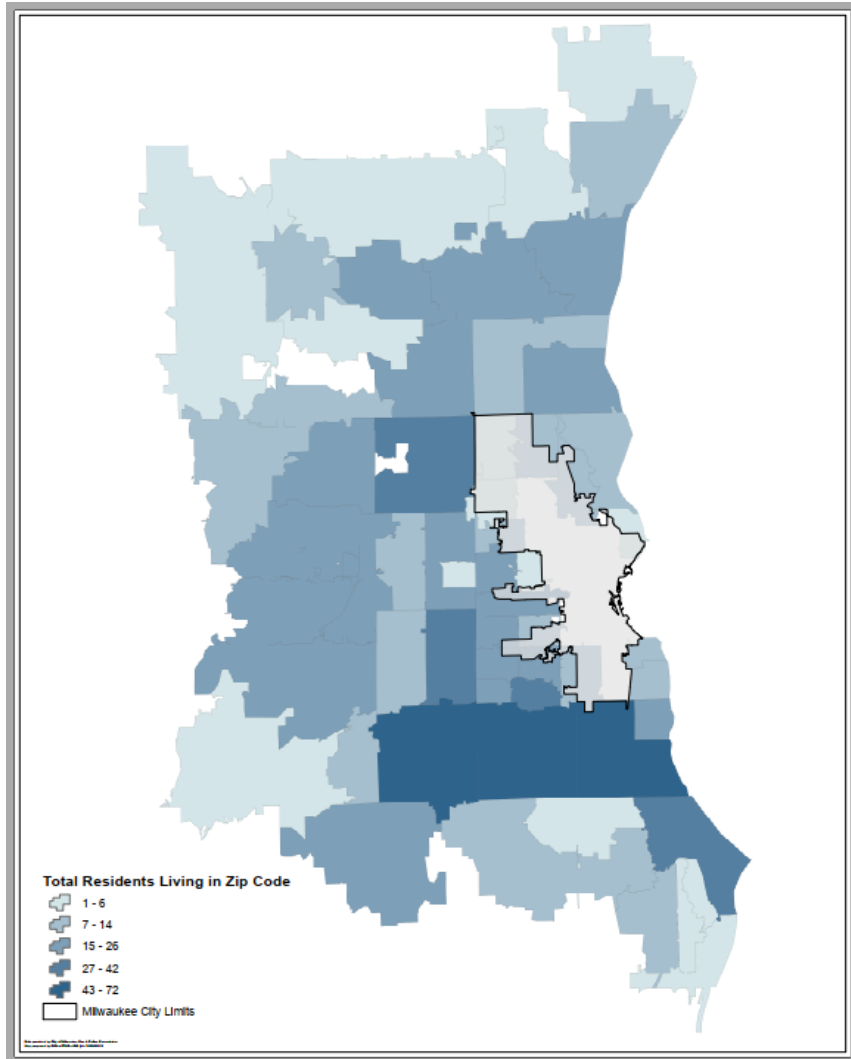 Total Residents Living in Zip Code
1 - 6
7 - 14
15 - 26
27 - 42
43 - 72
Milwaukee City Limits